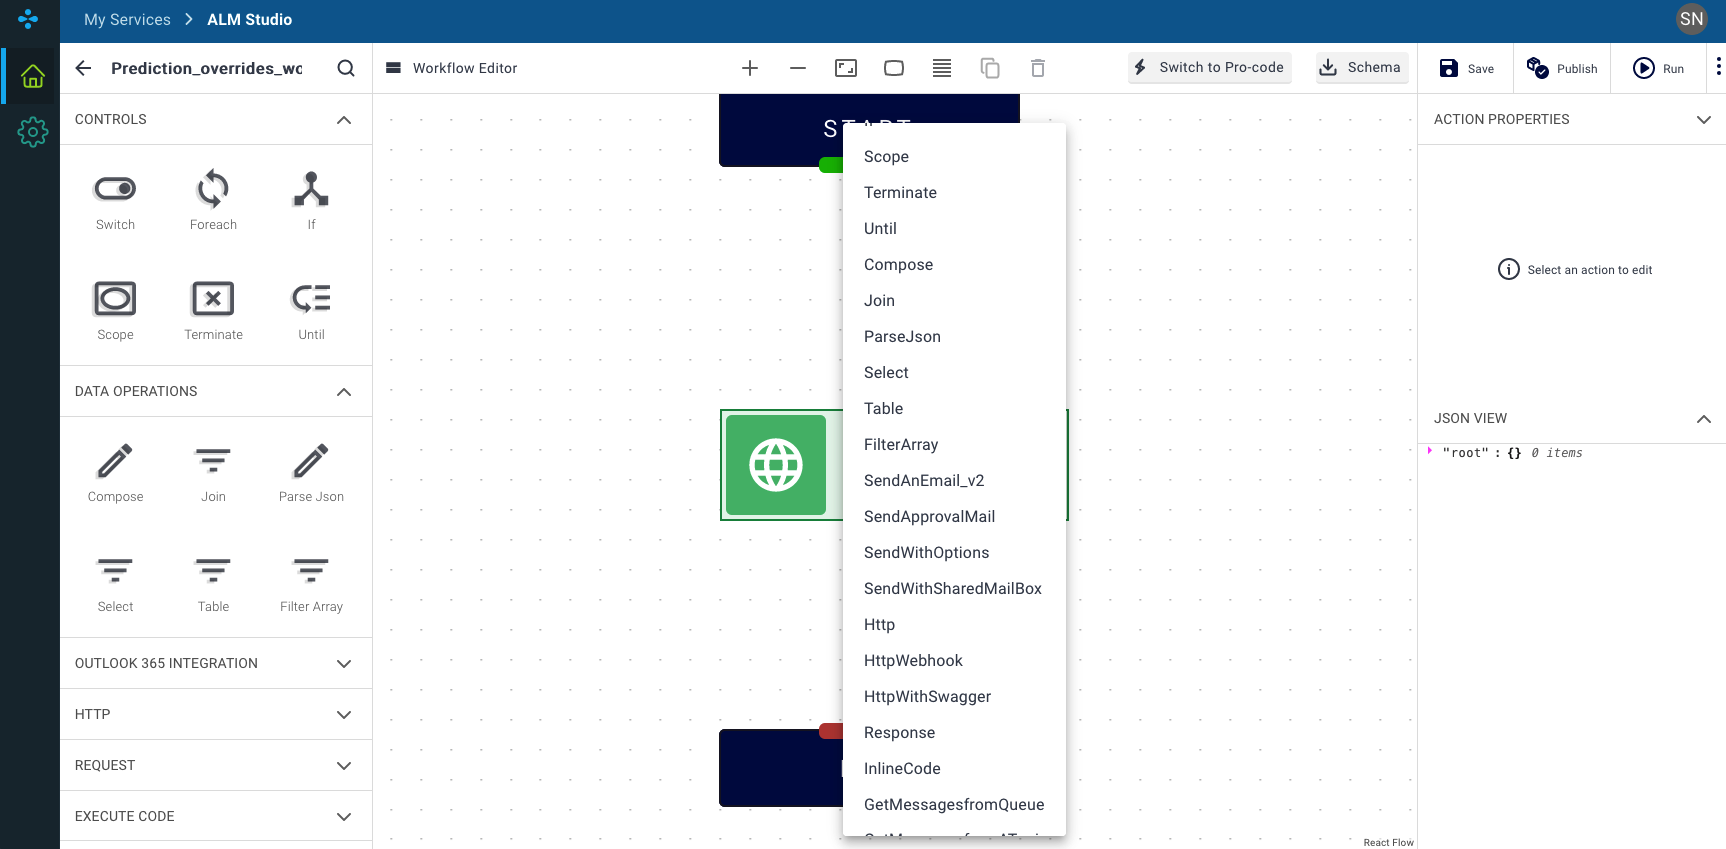 My Services
ALM Studio
SN
Prediction_overrides_wo
Workflow Editor
Switch to Pro-code
Schema
Save
Publish
Run
CONTROLS
Switch
Foreach
If
Scope
Terminate
Until
DATA OPERATIONS
Compose
Join
Parse Json
Select
Table
Filter Array
OUTLOOK 365 INTEGRATION
HTTP
REQUEST
EXECUTE CODE
START
Scope
Terminate
Until
Compose
Join
ParseJson
Select
Table
FilterArray
SendAnEmail_v2
SendApprovalMail
SendWithOptions
SendWithSharedMailBox
Http
HttpWebhook
HttpWithSwagger
Response
InlineCode
GetMessagesfromQueue
React Flow
ACTION PROPERTIES
Select an action to edit
JSON VIEW
"root" : {} 0 items